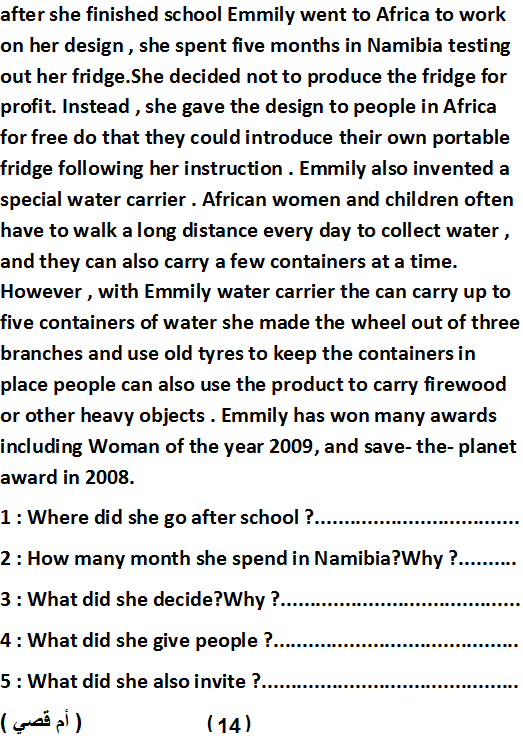 after she finished school Emmily went to Africa to work
on her design , she spent five months in Namibia testing
out her fridge.She decided not to produce the fridge for
profit. Instead , she gave the design to people in Africa
for free do that they could introduce their own portable
fridge following her instruction . Emmily also invented a
special water carrier . African women and children often
have to walk a long distance every day to collect water ,
and they can also carry a few containers at a time.
However , with Emmily water carrier the can carry up to
five containers of water she made the wheel out of three
branches and use old tyres to keep the containers in
place people can also use the product to carry firewood
or other heavy objects . Emmily has won many awards
including Woman of the year 2009, and save- the- planet
award in 2008.
1 : Where did she go after school ?...................................
2 : How many month she spend in Namibia?Why ?..........
3 : What did she decide?Why ?.........................................
4 : What did she give people ?..........................................
5 : What did she also invite ?............................................
( أم قصي ) (14)